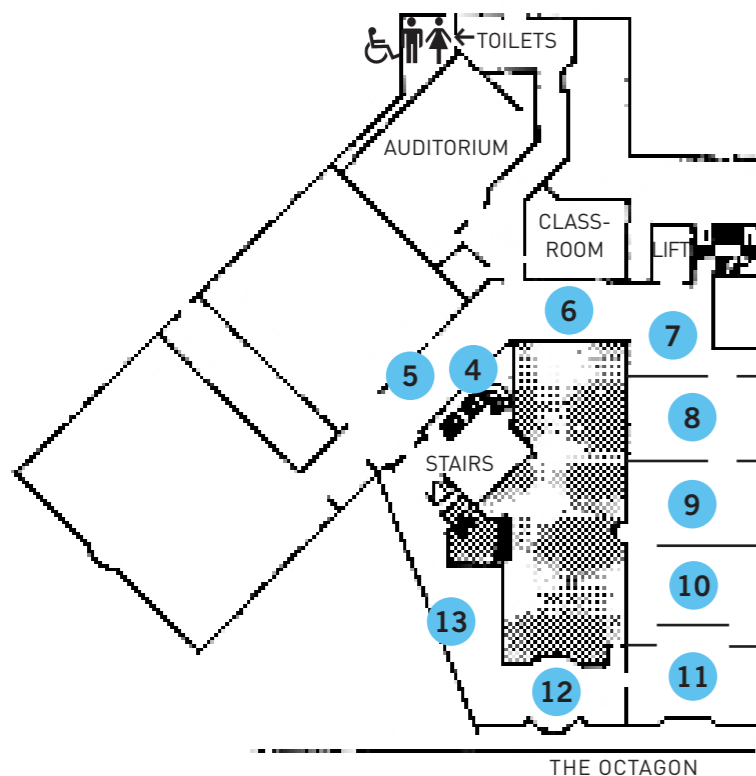 TOILETS
AUDITORIUM
CLASS-
ROOM
LIFT
6
7
5
4
8
STAIRS
9
10
13
11
12
THE OCTAGON